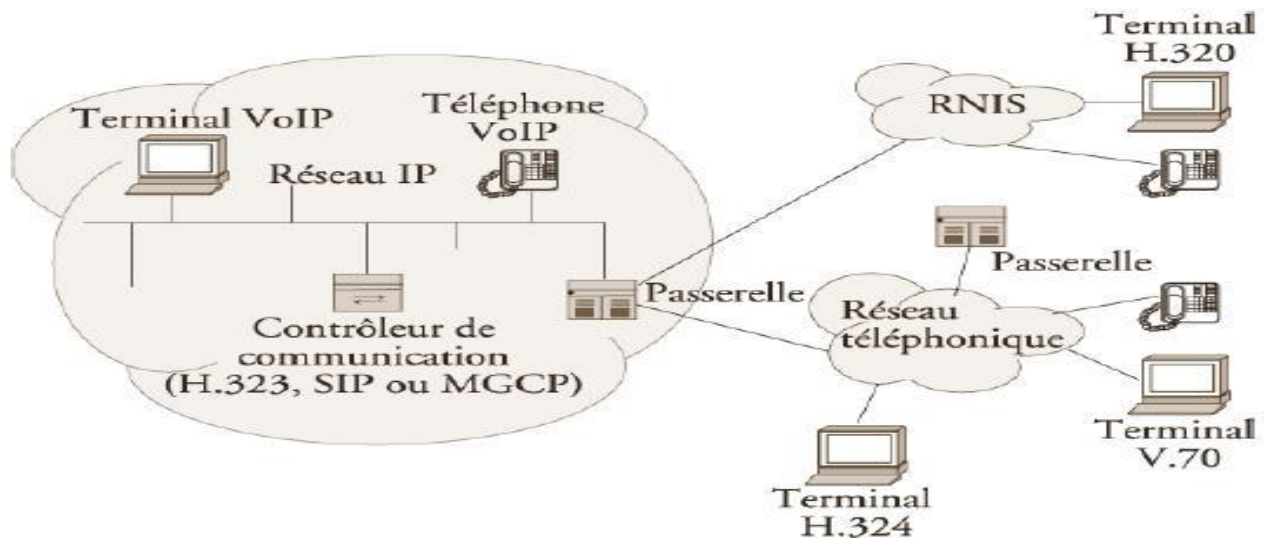 Terminal
H.320
RNIS
Terminal VoIP
Téléphone
VoIP
Réseau IP
Passerelle
Passerelle
Réseau
téléphonique
Contrôleur de
communication
(H.323, SIP ou MGCP)
Terminal
V.70
Terminal
H.324